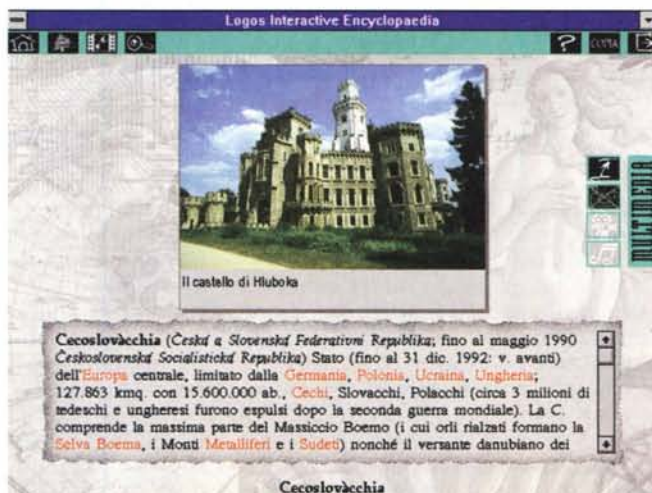 Logos Interactive Encyclopaedia
? COPIA
MULTIMEDIA
Il castello di Hluboka
Cecoslovàcchia (Česká a Slovenská Federativni Republika; fino al maggio 1990
Československá Socialistická Republika) Stato (fino al 31 dic. 1992: v. avanti)
dell'Europa centrale, limitato dalla Germania, Polonia, Ucraina, Ungheria;
127.863 kmq. con 15.600.000 ab., Cechi, Slovacchi, Polacchi (circa 3 milioni di
tedeschi e ungheresi furono espulsi dopo la seconda guerra mondiale). La C.
comprende la massima parte del Massiccio Boemo (i cui orli rialzati formano la
Selva Boema, i Monti Metalliferi e i Sudeti) nonché il versante danubiano dei
Cecoslovàcchia